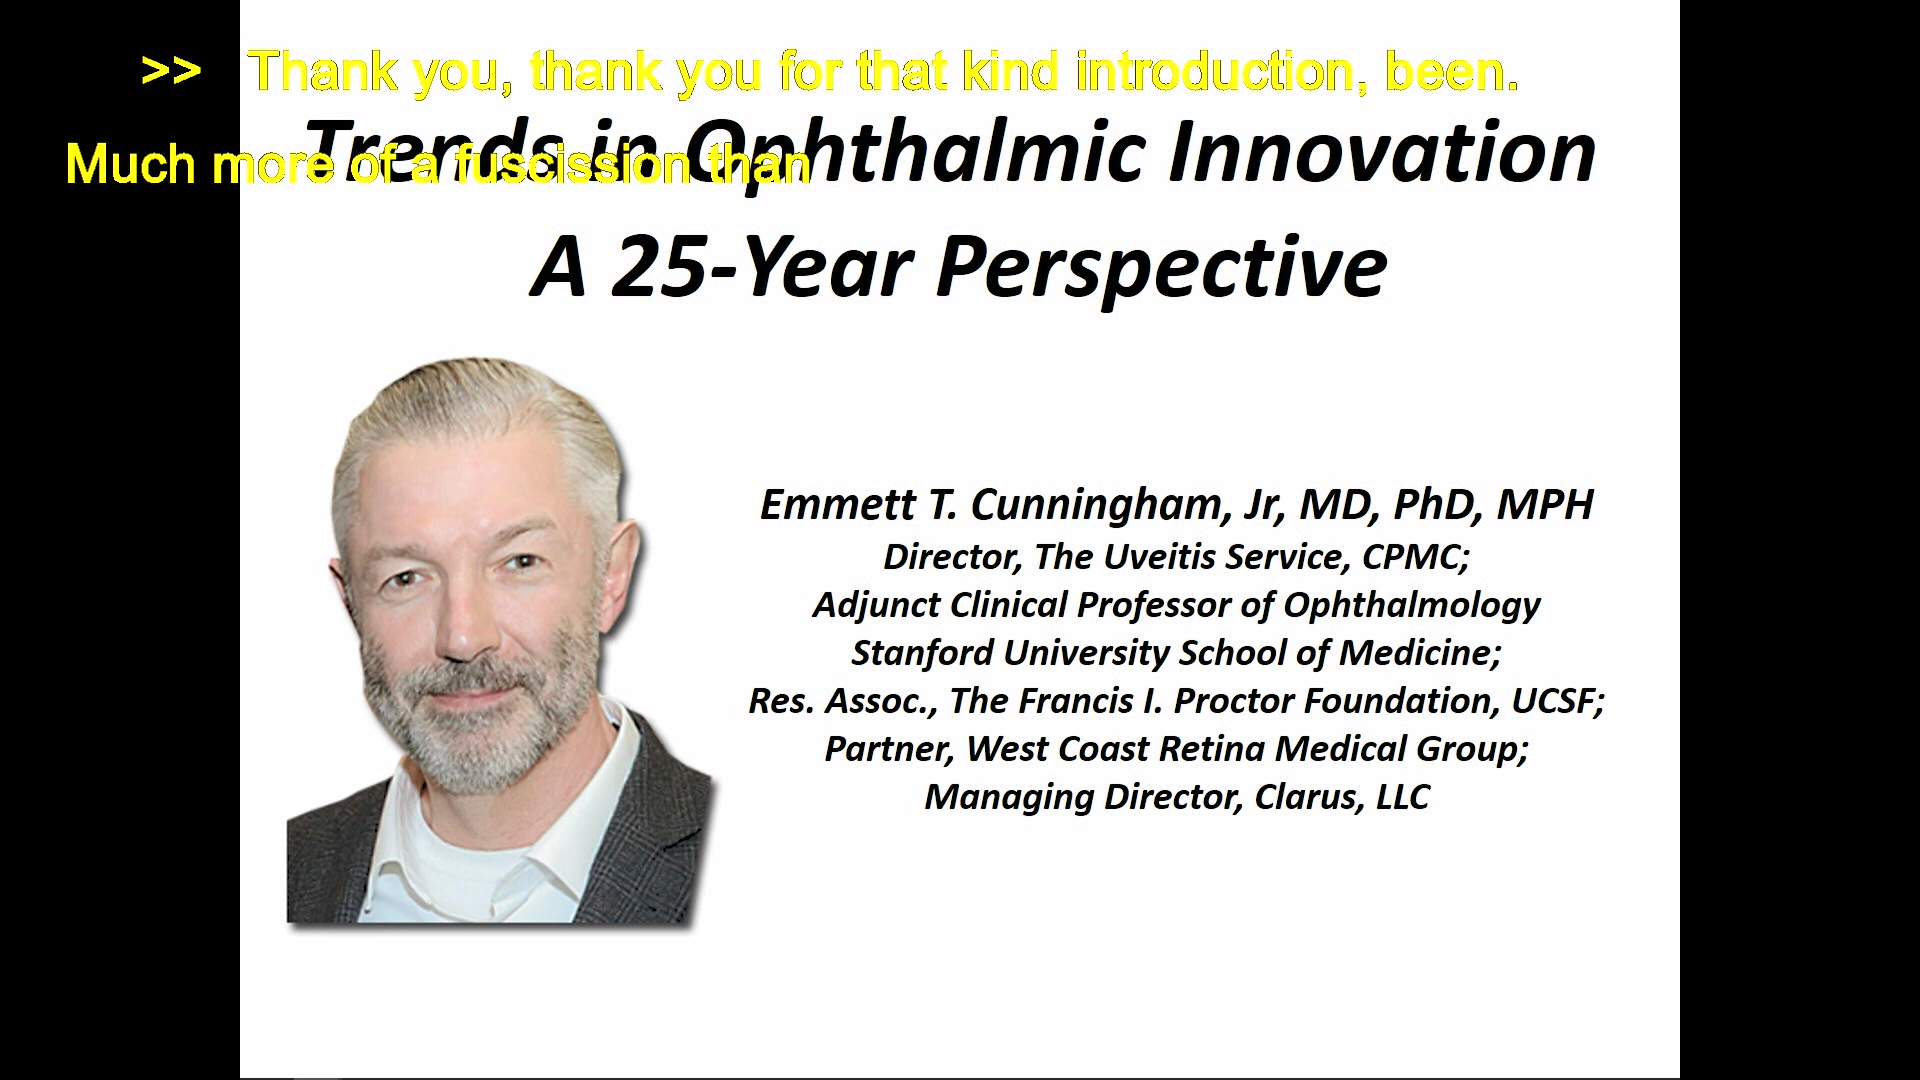 >> Thank you, thank you for that kind introduction, been.
Trends in Ophthalmic Innovation
Much more of a fuscission than
A 25-Year Perspective
Emmett T. Cunningham, Jr, MD, PhD, MPH
Director, The Uveitis Service, CPMC;
Adjunct Clinical Professor of Ophthalmology
Stanford University School of Medicine;
Res. Assoc., The Francis I. Proctor Foundation, UCSF;
Partner, West Coast Retina Medical Group;
Managing Director, Clarus, LLC